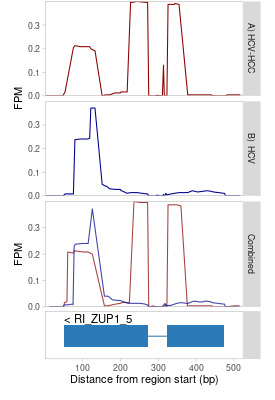 0.3
0.2
0.1
0.0
FPM
A) HCV-HCC
0.3
0.2
0.1
0.0
B) HCV
0.3
0.2
0.1
0.0
FPM
Combined
< RI_ZUP1_5
100 200 300 400 500
Distance from region start (bp)